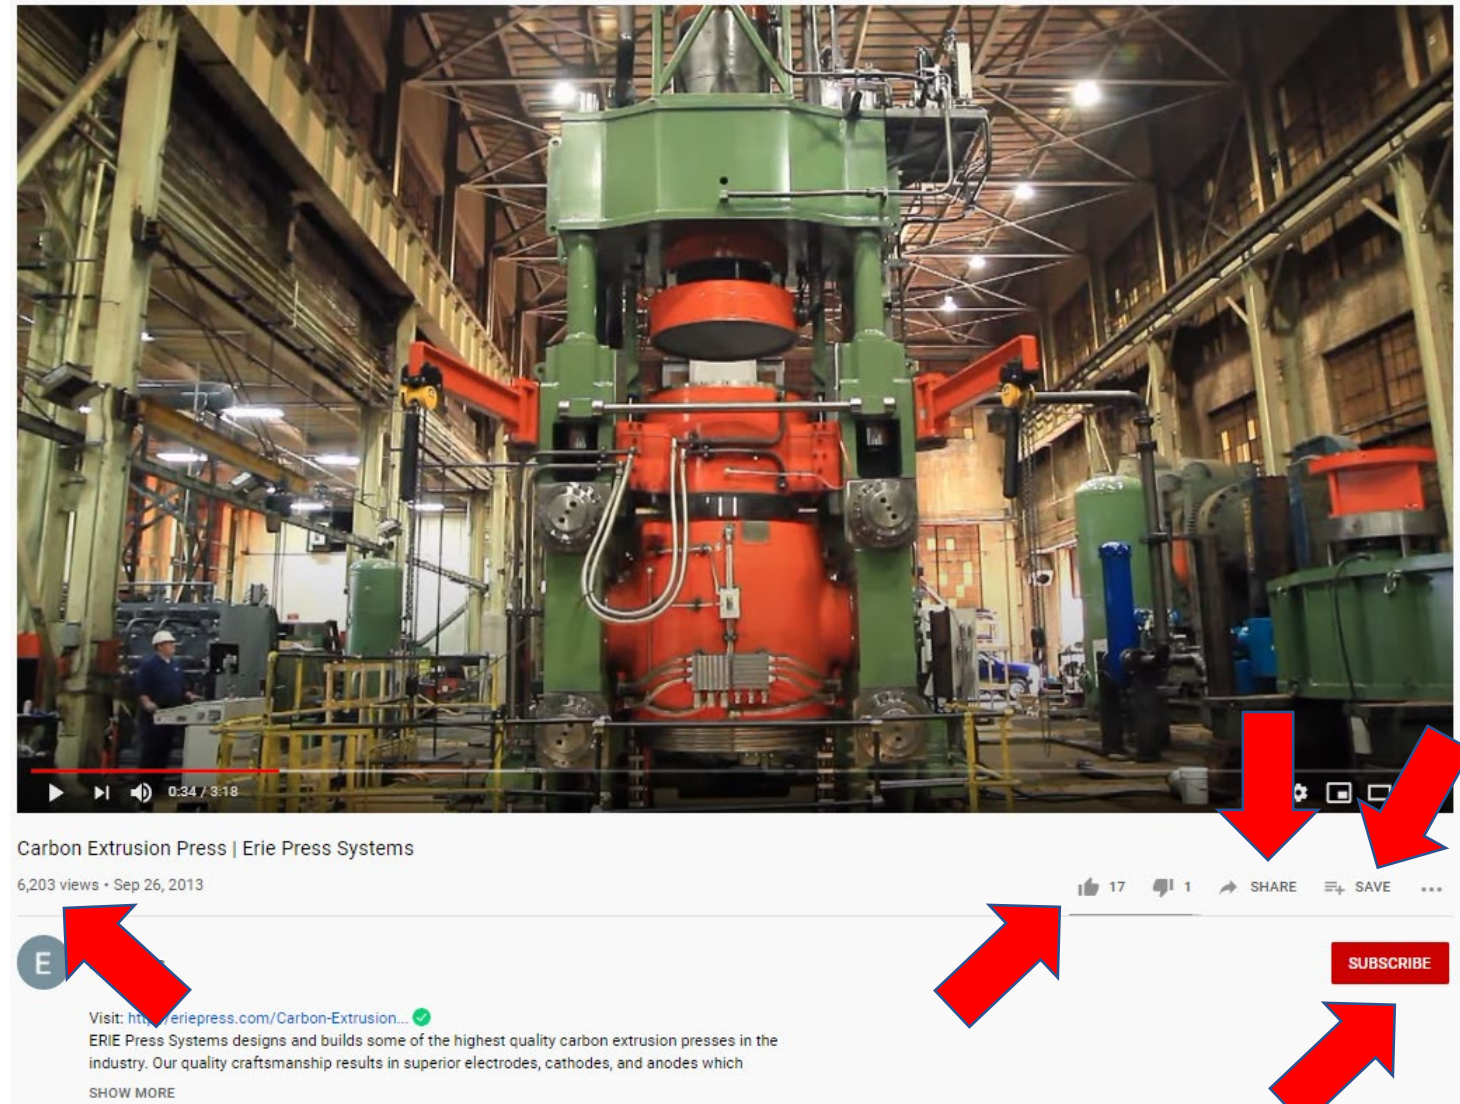 0:34 / 3:18
Carbon Extrusion Press | Erie Press Systems
6,203 views • Sep 26, 2013
17 1 SHARE SAVE
E
SUBSCRIBE
Visit: eriepress.com/Carbon-Extrusion...
ERIE Press Systems designs and builds some of the highest quality carbon extrusion presses in the
industry. Our quality craftsmanship results in superior electrodes, cathodes, and anodes which
SHOW MORE